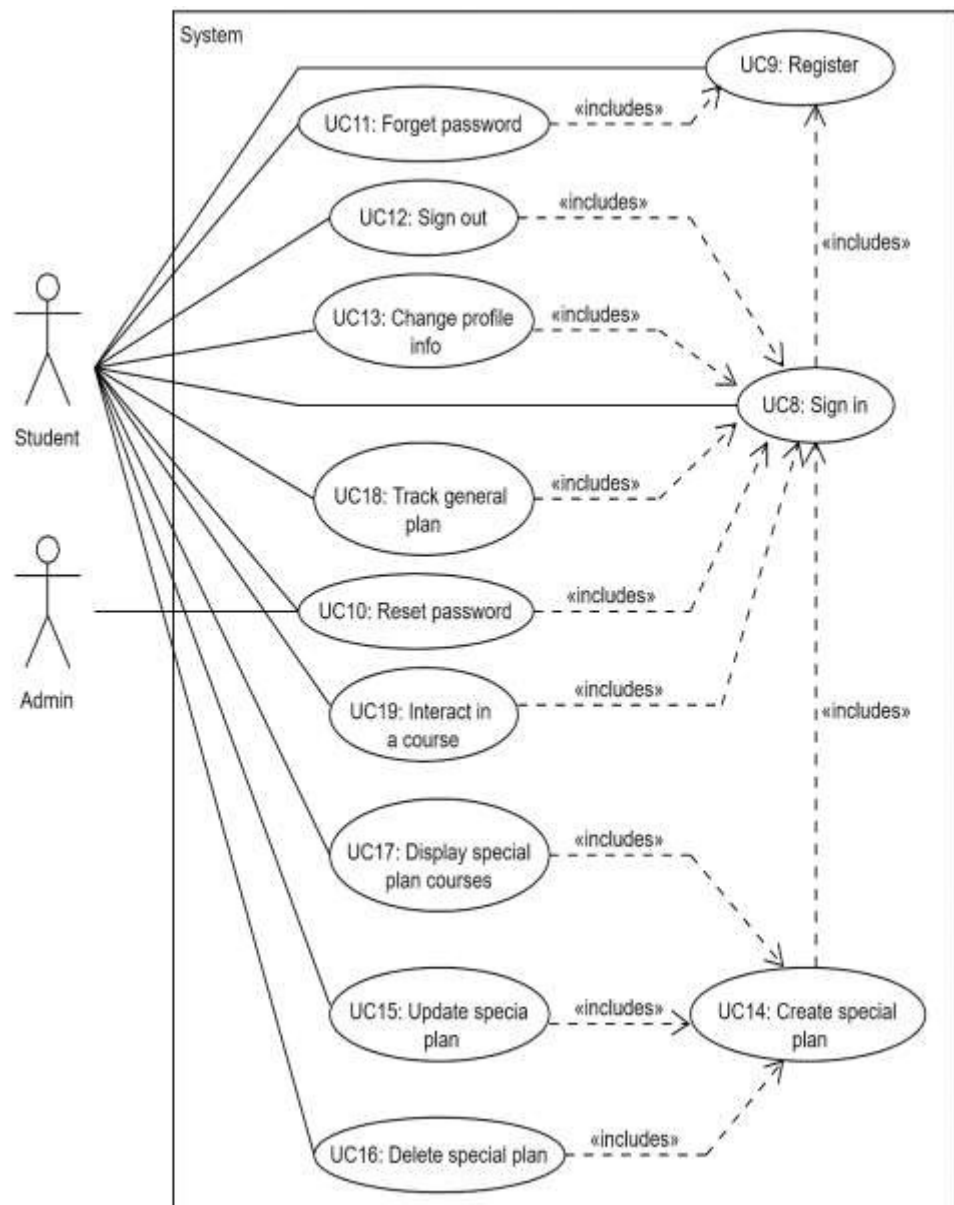 System
UC9: Register
«includes»
UC11: Forget password
«includes»
UC12: Sign out
«includes»
«includes»
UC13: Change profile
info
UC8: Sign in
Student
«includes»
UC18: Track general
plan
«includes»
UC10: Reset password
Admin
«includes»
UC19: Interact in
a course
«includes»
«includes»
UC17: Display special
plan courses
«includes»
UC15: Update specia
plan
UC14: Create special
plan
«includes»
UC16: Delete special plan